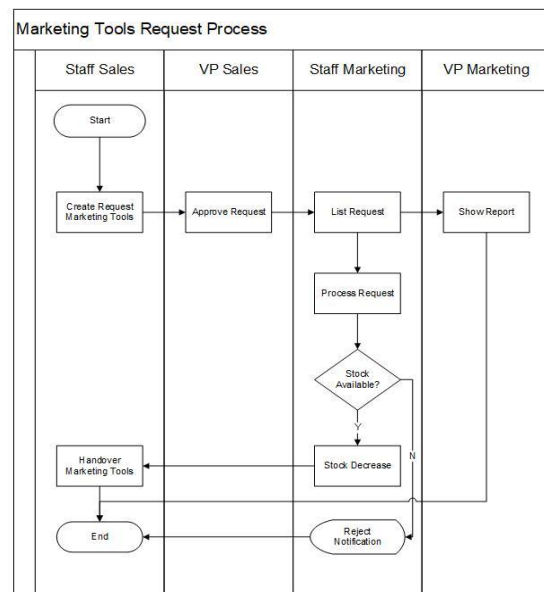 Marketing Tools Request Process
Staff Sales
VP Sales
Staff Marketing
VP Marketing
Start
Create Request
Marketing Tools
Approve Request
List Request
Show Report
Process Request
Stock
Available?
Y
N
Handover
Marketing Tools
Stock Decrease
End
Reject
Notification